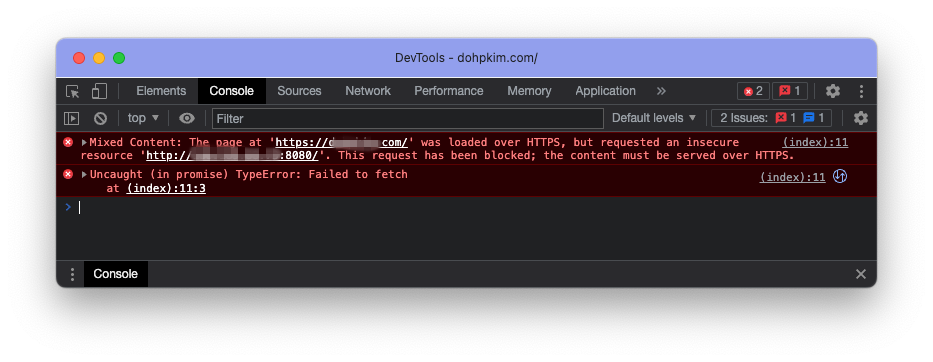 DevTools - dohpkim.com/
Elements Console Sources Network Performance Memory Application » 2 1
top ▼ Filter Default levels ▼ 2 Issues: 1 1
Mixed Content: The page at 'https://d com/' was loaded over HTTPS, but requested an insecure (index):11
resource 'http:/ :8080/'. This request has been blocked; the content must be served over HTTPS.
Uncaught (in promise) TypeError: Failed to fetch (index):11
at (index):11:3
>
Console